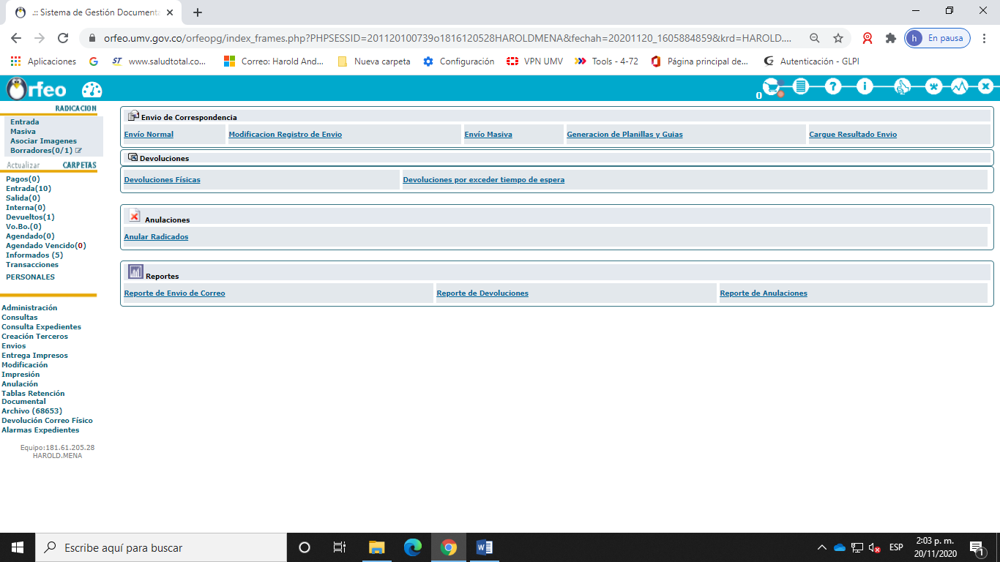 .:: Sistema de Gestión Documenta
orfeo.umv.gov.co/orfeopg/index_frames.php?PHPSESSID=201120100739o1816120528HAROLDMENA&fechah=20201120_1605884859&krd=HAROLD....
h En pausa
Aplicaciones
www.saludtotal.co...
Correo: Harold And...
Nueva carpeta
Configuración
VPN UMV
Tools - 4-72
Página principal de...
Autenticación - GLPI
Orfeo
0
RADICACION
Entrada
Masiva
Asociar Imagenes
Borradores(0/1)
Actualizar CARPETAS
Pagos(0)
Entrada(10)
Salida(0)
Interna(0)
Devueltos(1)
Vo.Bo.(0)
Agendado(0)
Agendado Vencido(0)
Informados (5)
Transacciones
PERSONALES
Administración
Consultas
Consulta Expedientes
Creación Terceros
Envios
Entrega Impresos
Modificación
Impresión
Anulación
Tablas Retención
Documental
Archivo (68653)
Devolución Correo Físico
Alarmas Expedientes
Equipo:181.61.205.28
HAROLD.MENA
Envio de Correspondencia
Envío Normal
Modificacion Registro de Envio
Envío Masiva
Generacion de Planillas y Guias
Cargue Resultado Envio
Devoluciones
Devoluciones Físicas
Devoluciones por exceder tiempo de espera
Anulaciones
Anular Radicados
Reportes
Reporte de Envio de Correo
Reporte de Devoluciones
Reporte de Anulaciones
Escribe aquí para buscar
ESP
2:03 p. m.
20/11/2020
1